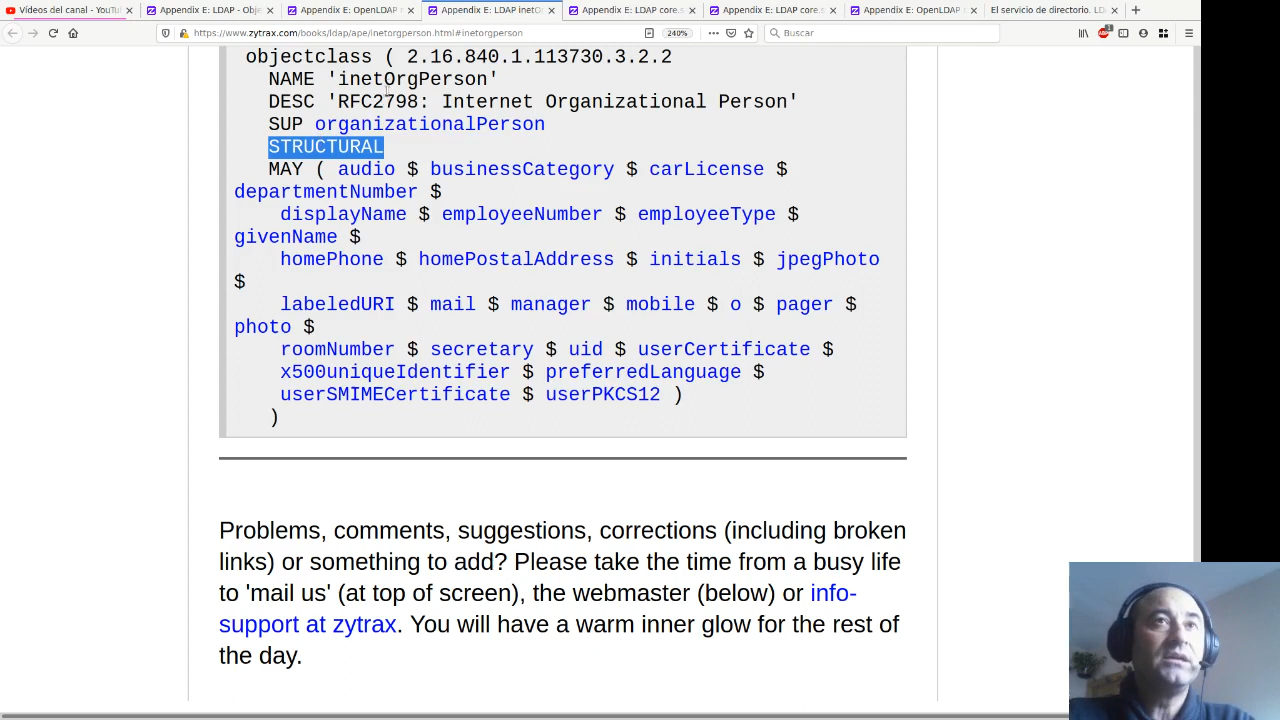 Vídeos del canal - YouTu
Appendix E: LDAP - Obje
Appendix E: OpenLDAP r
Appendix E: LDAP inetOr
Appendix E: LDAP core.s
Appendix E: LDAP core.s
Appendix E: OpenLDAP n
El servicio de directorio. LD
https://www.zytrax.com/books/ldap/ape/inetorgperson.html#inetorgperson
240%
Buscar
objectclass ( 2.16.840.1.113730.3.2.2
NAME 'inetOrgPerson'
DESC 'RFC2798: Internet Organizational Person'
SUP organizationalPerson
STRUCTURAL
MAY ( audio $ businessCategory $ carLicense $
departmentNumber $
displayName $ employeeNumber $ employeeType $
givenName $
homePhone $ homePostalAddress $ initials $ jpegPhoto
$
labeledURI $ mail $ manager $ mobile $ o $ pager $
photo $
roomNumber $ secretary $ uid $ userCertificate $
x500uniqueIdentifier $ preferredLanguage $
userSMIMECertificate $ userPKCS12 )
)
Problems, comments, suggestions, corrections (including broken
links) or something to add? Please take the time from a busy life
to 'mail us' (at top of screen), the webmaster (below) or info-
support at zytrax. You will have a warm inner glow for the rest of
the day.